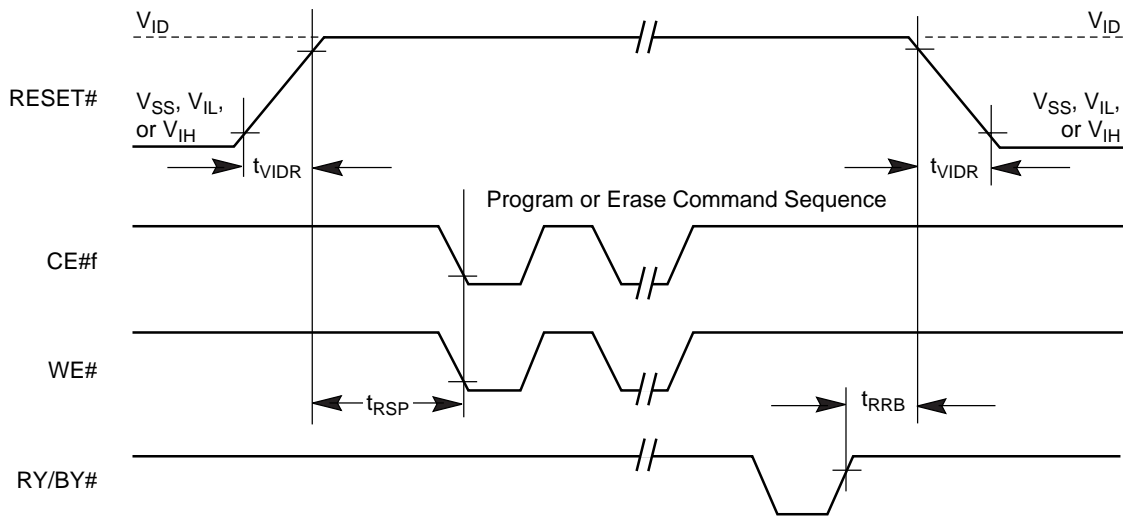 VID
VID
RESET#
VSS, VIL,
or VIH
VSS, VIL,
or VIH
tVIDR
tVIDR
Program or Erase Command Sequence
CE#f
WE#
tRSP
tRRB
RY/BY#